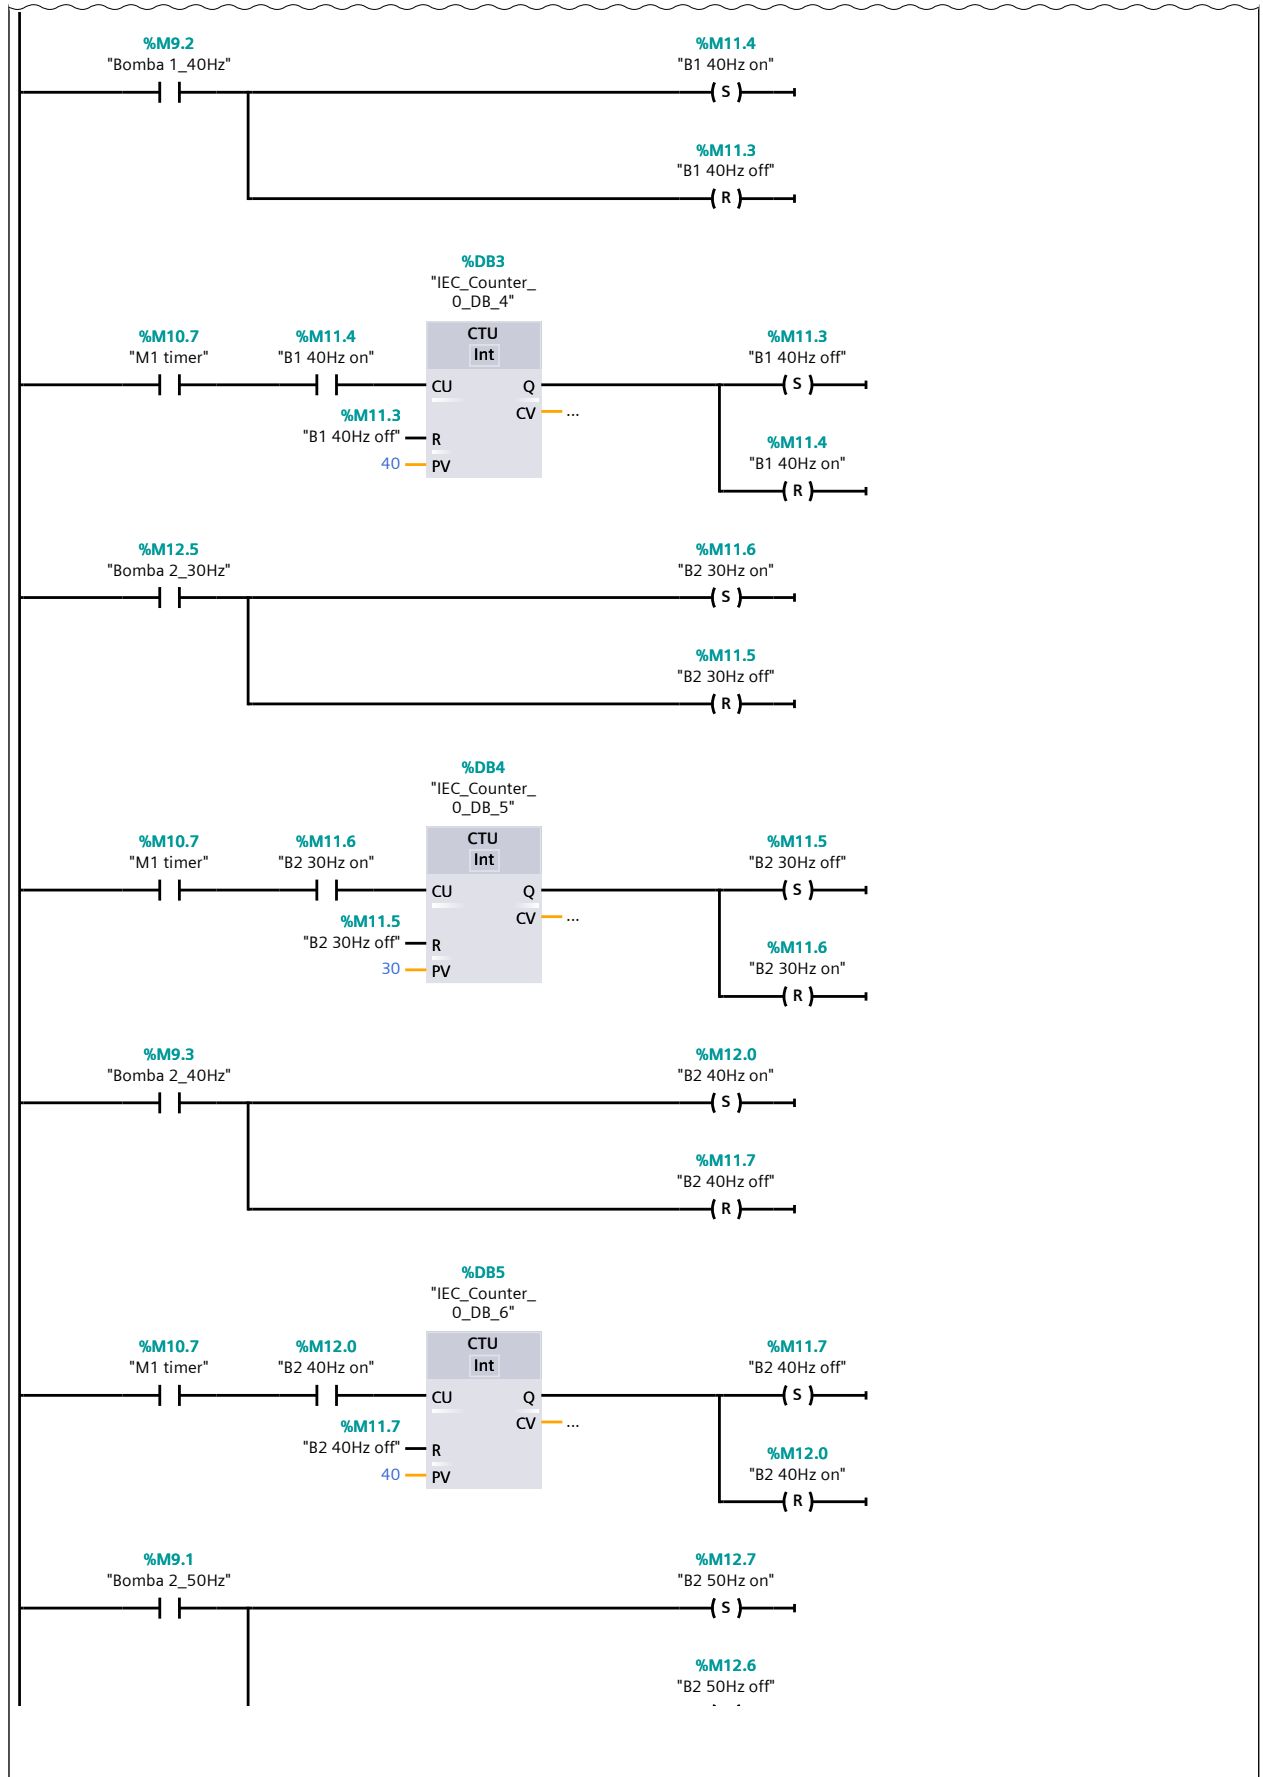 %M9.2
"Bomba 1_40Hz"
%M11.4
"B1 40Hz on"
S
%M11.3
"B1 40Hz off"
R
%DB3
"IEC_Counter_
0_DB_4"
CTU
Int
%M10.7
"M1 timer"
%M11.4
"B1 40Hz on"
CU
Q
CV
...
%M11.3
"B1 40Hz off"
R
40
PV
%M11.3
"B1 40Hz off"
S
%M11.4
"B1 40Hz on"
R
%M12.5
"Bomba 2_30Hz"
%M11.6
"B2 30Hz on"
S
%M11.5
"B2 30Hz off"
R
%DB4
"IEC_Counter_
0_DB_5"
CTU
Int
%M10.7
"M1 timer"
%M11.6
"B2 30Hz on"
CU
Q
CV
...
%M11.5
"B2 30Hz off"
R
30
PV
%M11.5
"B2 30Hz off"
S
%M11.6
"B2 30Hz on"
R
%M9.3
"Bomba 2_40Hz"
%M12.0
"B2 40Hz on"
S
%M11.7
"B2 40Hz off"
R
%DB5
"IEC_Counter_
0_DB_6"
CTU
Int
%M10.7
"M1 timer"
%M12.0
"B2 40Hz on"
CU
Q
CV
...
%M11.7
"B2 40Hz off"
R
40
PV
%M11.7
"B2 40Hz off"
S
%M12.0
"B2 40Hz on"
R
%M9.1
"Bomba 2_50Hz"
%M12.7
"B2 50Hz on"
S
%M12.6
"B2 50Hz off"